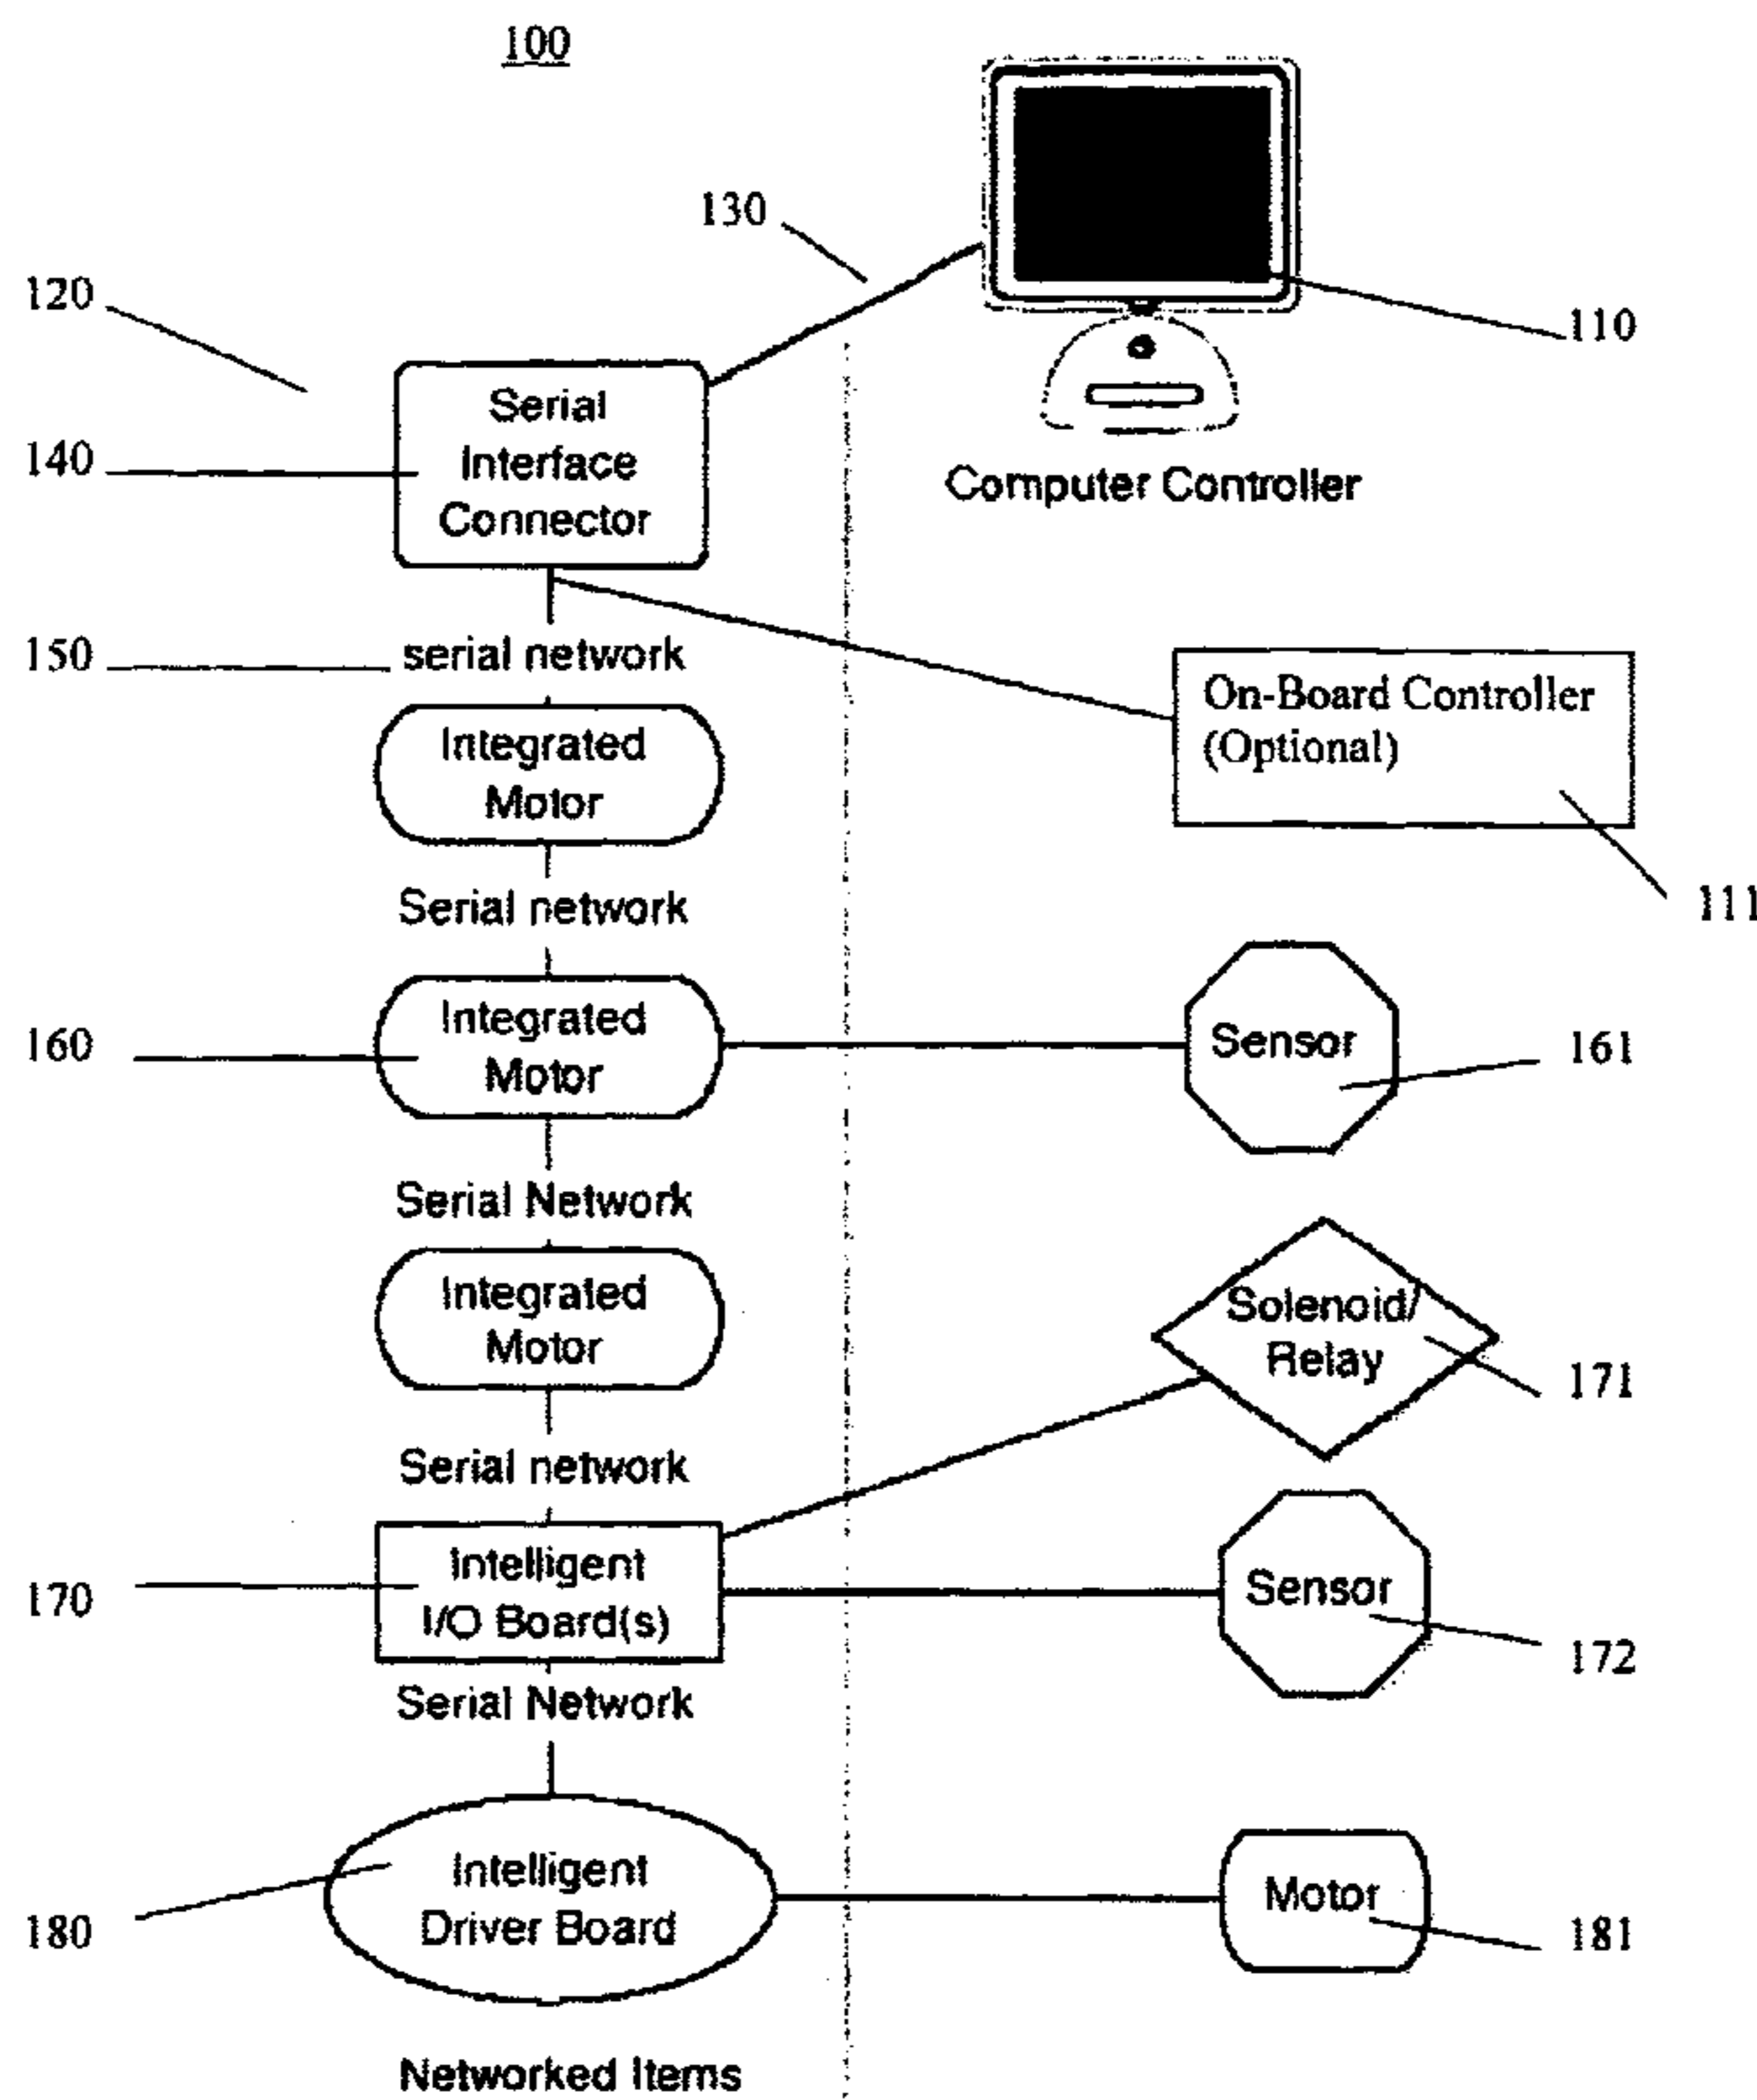 100
130
120
110
Serial
Interface
Connector
140
Computer Controller
150
serial network
On-Board Controller
(Optional)
Integrated
Motor
111
Serial network
Integrated
Motor
160
Sensor
161
Serial Network
Integrated
Motor
Solenoid/
Relay
171
Serial network
Intelligent
I/O Board(s)
170
Sensor
172
Serial Network
Intelligent
Driver Board
180
Motor
181
Networked Items